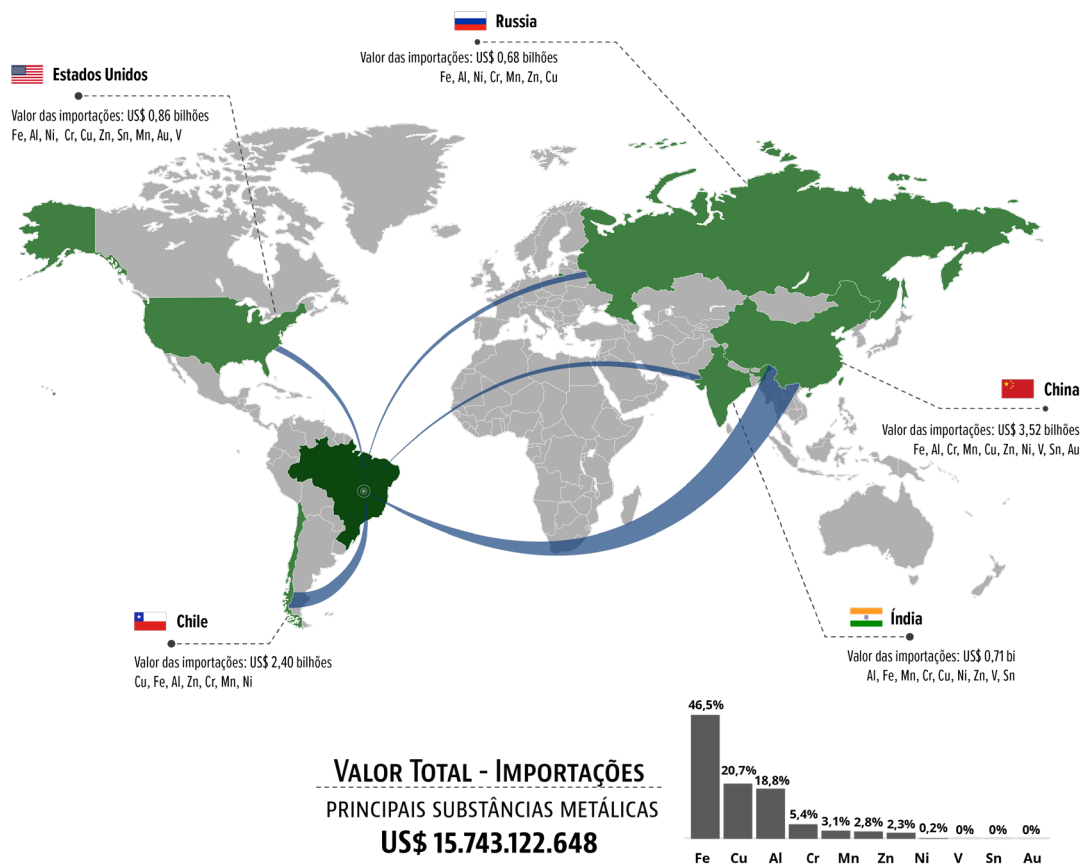 Russia
Valor das importações: US$ 0,68 bilhões
Fe, Al, Ni, Cr, Mn, Zn, Cu
Estados Unidos
Valor das importações: US$ 0,86 bilhões
Fe, Al, Ni, Cr, Cu, Zn, Sn, Mn, Au, V
China
Valor das importações: US$ 3,52 bilhões
Fe, Al, Cr, Mn, Cu, Zn, Ni, V, Sn, Au
Chile
Valor das importações: US$ 2,40 bilhões
Cu, Fe, Al, Zn, Cr, Mn, Ni
Índia
Valor das importações: US$ 0,71 bi
Al, Fe, Mn, Cr, Cu, Ni, Zn, V, Sn
VALOR TOTAL - IMPORTAÇÕES
PRINCIPAIS SUBSTÂNCIAS METÁLICAS
US$ 15.743.122.648
46,5% 20,7% 18,8% 5,4% 3,1% 2,8% 2,3% 0,2% 0% 0% 0%
Fe Cu Al Cr Mn Zn Ni V Sn Au